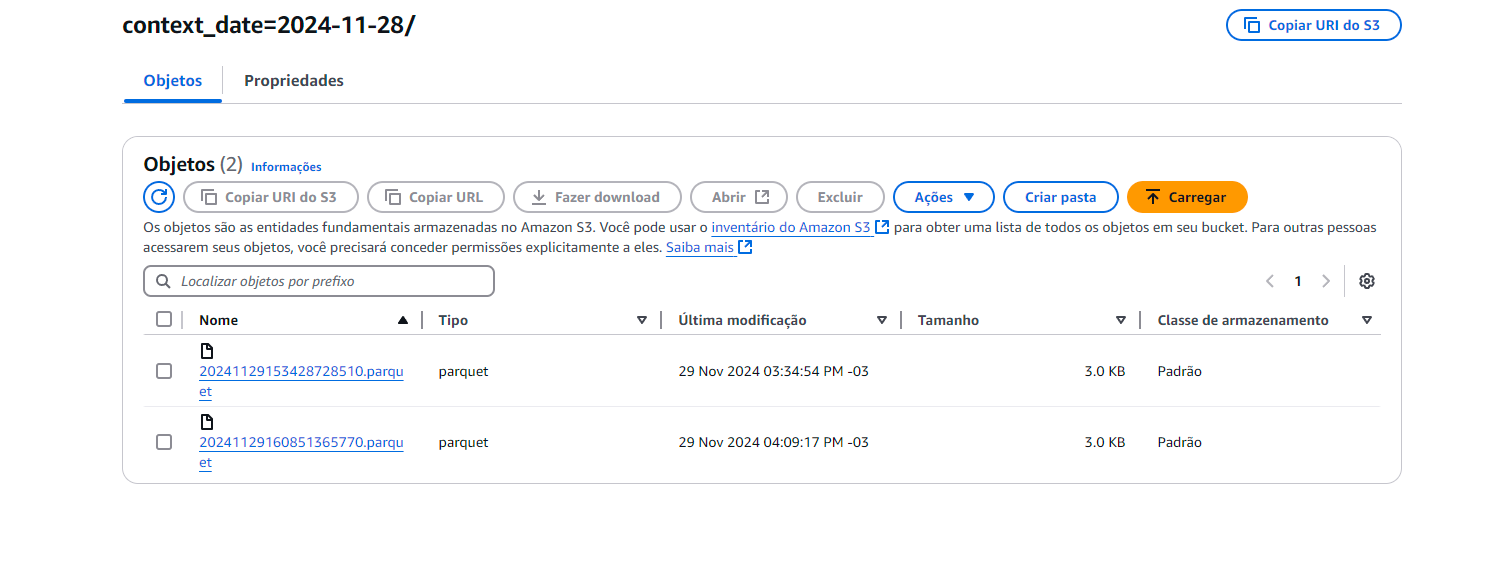 context_date=2024-11-28/
Copiar URI do S3
Objetos
Propriedades
Objetos (2) Informações
Copiar URI do S3
Copiar URL
Fazer download
Abrir
Excluir
Ações
Criar pasta
Carregar
Os objetos são as entidades fundamentais armazenadas no Amazon S3. Você pode usar o inventário do Amazon S3 para obter uma lista de todos os objetos em seu bucket. Para outras pessoas
acessarem seus objetos, você precisará conceder permissões explicitamente a eles. Saiba mais
Localizar objetos por prefixo
1
Nome
Tipo
Última modificação
Tamanho
Classe de armazenamento
20241129153428728510.parqu
et
parquet
29 Nov 2024 03:34:54 PM -03
3.0 KB
Padrão
20241129160851365770.parqu
et
parquet
29 Nov 2024 04:09:17 PM -03
3.0 KB
Padrão